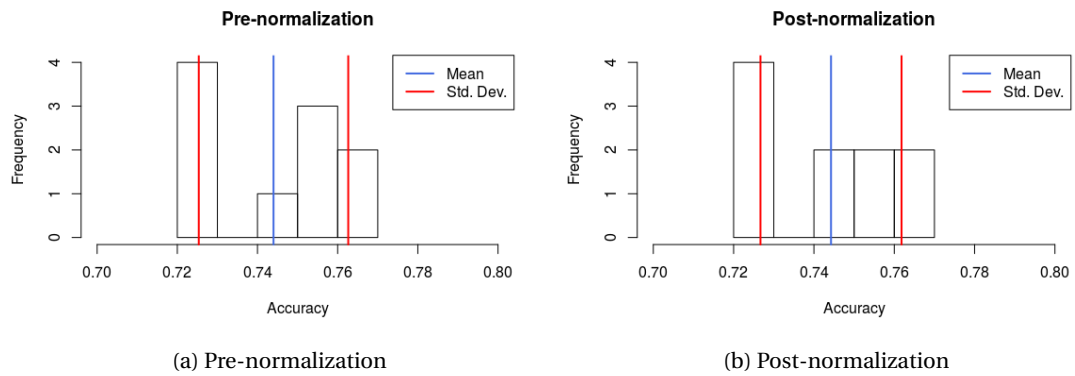 Pre-normalization
Mean
Std. Dev.
Frequency
4
3
2
1
0
0.70 0.72 0.74 0.76 0.78 0.80
Accuracy
(a) Pre-normalization
Post-normalization
Mean
Std. Dev.
Frequency
4
3
2
1
0
0.70 0.72 0.74 0.76 0.78 0.80
Accuracy
(b) Post-normalization